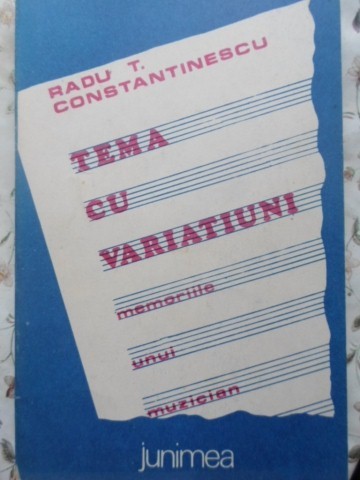 RADU T.
CONSTANTINESCU
TEMA
CU
VARIATIUNI
memoriile
unui
muzician
junimea